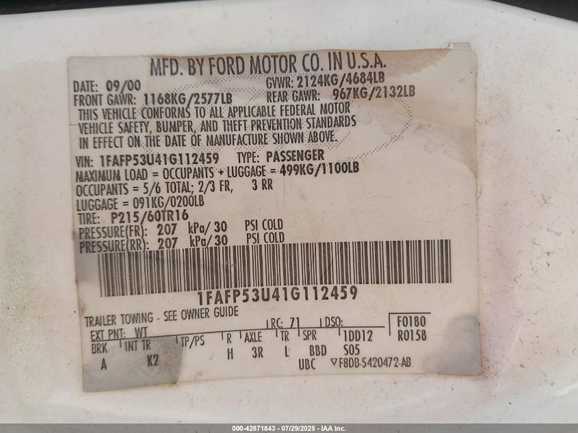 MFD. BY FORD MOTOR CO. IN U.S.A.
DATE: 09/00 GVWR: 2124KG/4684LB
FRONT GAWR: 1168KG/2577LB REAR GAWR: 967KG/2132LB
THIS VEHICLE CONFORMS TO ALL APPLICABLE FEDERAL MOTOR
VEHICLE SAFETY, BUMPER, AND THEFT PREVENTION STANDARDS
IN EFFECT ON THE DATE OF MANUFACTURE SHOWN ABOVE.
VIN: 1FAFP53U41G112459 TYPE: PASSENGER
MAXIMUM LOAD = OCCUPANTS + LUGGAGE = 499KG/1100LB
OCCUPANTS = 5/6 TOTAL; 2/3 FR, 3 RR
LUGGAGE = 091KG/0200LB
TIRE: P215/60TR16
PRESSURE(FR): 207 kPa/30 PSI COLD
PRESSURE(RR): 207 kPa/30 PSI COLD
1FAFP53U41G112459
TRAILER TOWING - SEE OWNER GUIDE
EXT PNT: WT RC: 71 DSO: F0180
BRK INT TR TP/PS R AXLE TR SPR 1DD12 R0158
A K2 H 3R L BBD S05
UBC ▽F8DB-5420472-AB
000-42871843 | 07/29/2025 - IAA Inc.